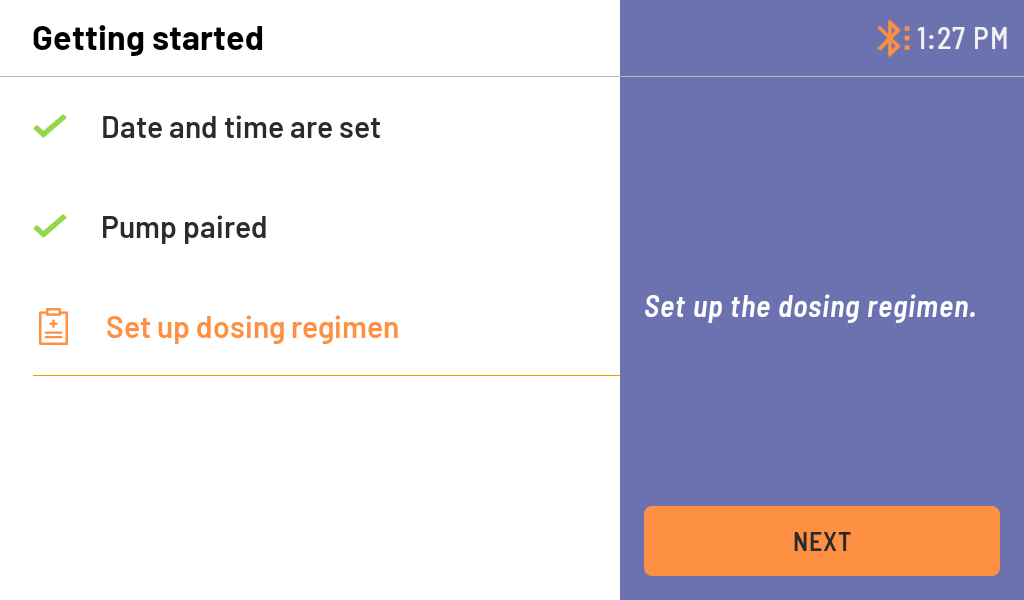 Getting started
1:27 PM
Date and time are set
Pump paired
Set up dosing regimen
Set up the dosing regimen.
NEXT